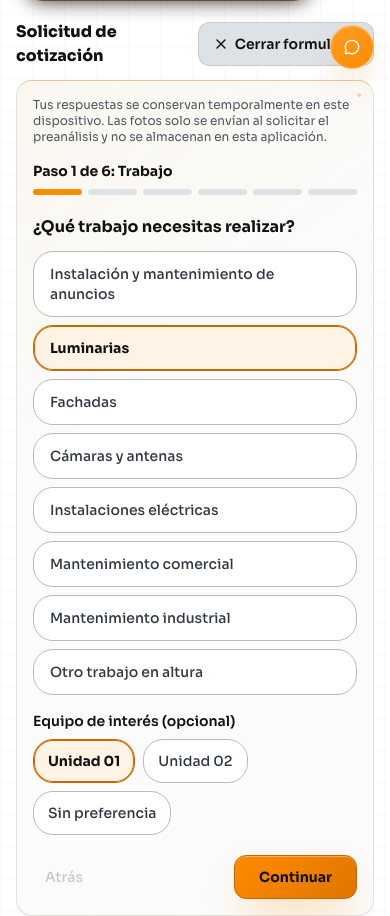 Solicitud de
cotización
Cerrar formul
Tus respuestas se conservan temporalmente en este
dispositivo. Las fotos solo se envían al solicitar el
preanálisis y no se almacenan en esta aplicación.
Paso 1 de 6: Trabajo
¿Qué trabajo necesitas realizar?
Instalación y mantenimiento de
anuncios
Luminarias
Fachadas
Cámaras y antenas
Instalaciones eléctricas
Mantenimiento comercial
Mantenimiento industrial
Otro trabajo en altura
Equipo de interés (opcional)
Unidad 01
Unidad 02
Sin preferencia
Atrás
Continuar